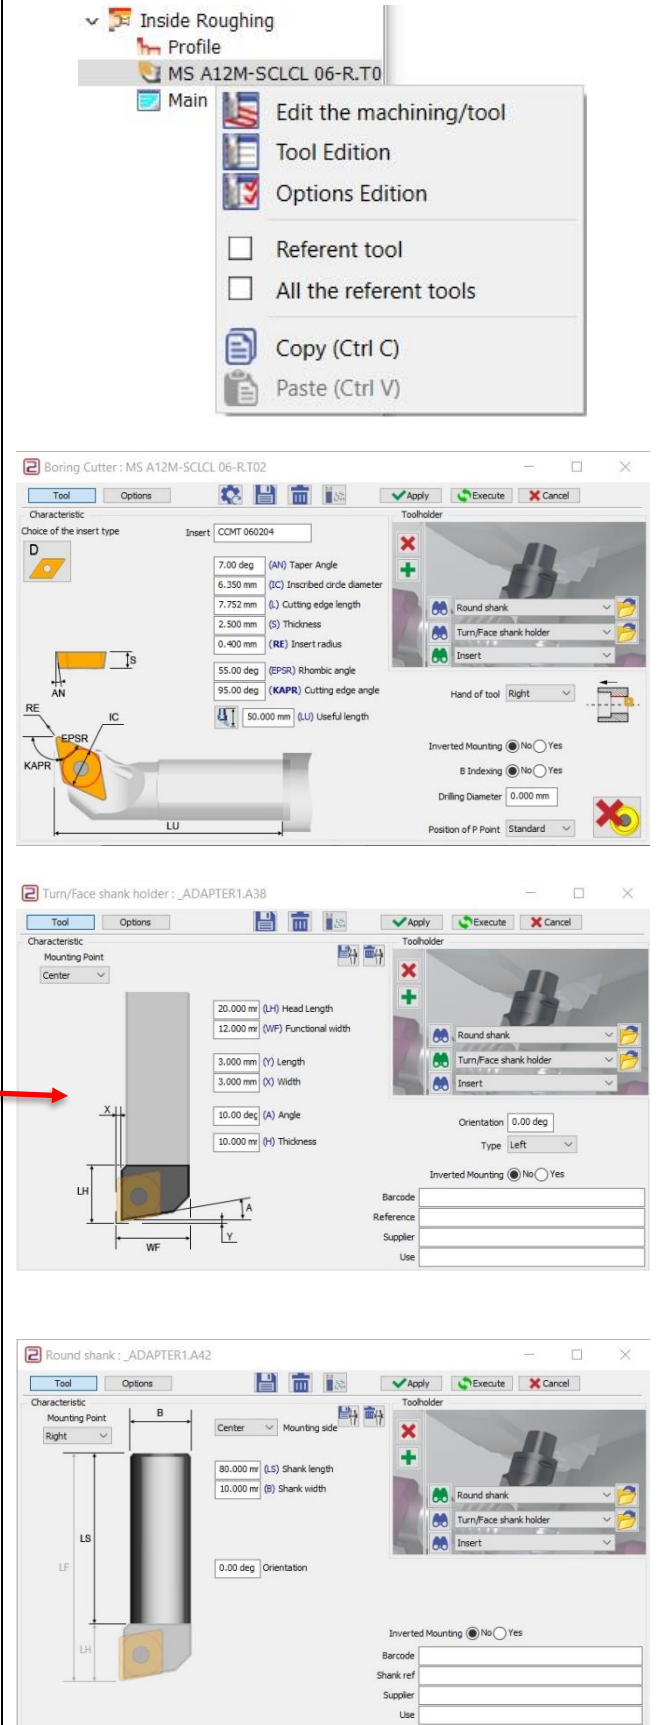 Inside Roughing
Profile
MS A12M-SCLCL 06-R.T0
Main
Edit the machining/tool
Tool Edition
Options Edition
Referent tool
All the referent tools
Copy (Ctrl C)
Paste (Ctrl V)
Boring Cutter : MS A12M-SCLCL 06-R.T02
Tool Options Apply Execute Cancel
Characteristic Toolholder
Choice of the insert type Insert CCMT 060204
D
7.00 deg (AN) Taper Angle
6.350 mm (IC) Inscribed circle diameter
7.752 mm (L) Cutting edge length
2.500 mm (S) Thickness
0.400 mm (RE) Insert radius
55.00 deg (EPSR) Rhombic angle
95.00 deg (KAPR) Cutting edge angle
50.000 mm (LU) Useful length
S
AN
RE
IC
EPSR
KAPR
LU
Round shank
Turn/Face shank holder
Insert
Hand of tool Right
Inverted Mounting No Yes
B Indexing No Yes
Drilling Diameter 0.000 mm
Position of P Point Standard
Turn/Face shank holder : _ADAPTER1.A38
Tool Options Apply Execute Cancel
Characteristic Toolholder
Mounting Point
Center
20.000 mr (LH) Head Length
12.000 mr (WF) Functional width
3.000 mm (Y) Length
3.000 mm (X) Width
10.00 deg (A) Angle
10.000 mr (H) Thickness
X
LH
A
Y
WF
Round shank
Turn/Face shank holder
Insert
Orientation 0.00 deg
Type Left
Inverted Mounting No Yes
Barcode
Reference
Supplier
Use
Round shank : _ADAPTER1.A42
Tool Options Apply Execute Cancel
Characteristic Toolholder
Mounting Point
Right
B
Center Mounting side
80.000 mr (LS) Shank length
10.000 mr (B) Shank width
0.00 deg Orientation
LS
LF
LH
Round shank
Turn/Face shank holder
Insert
Inverted Mounting No Yes
Barcode
Shank ref
Supplier
Use